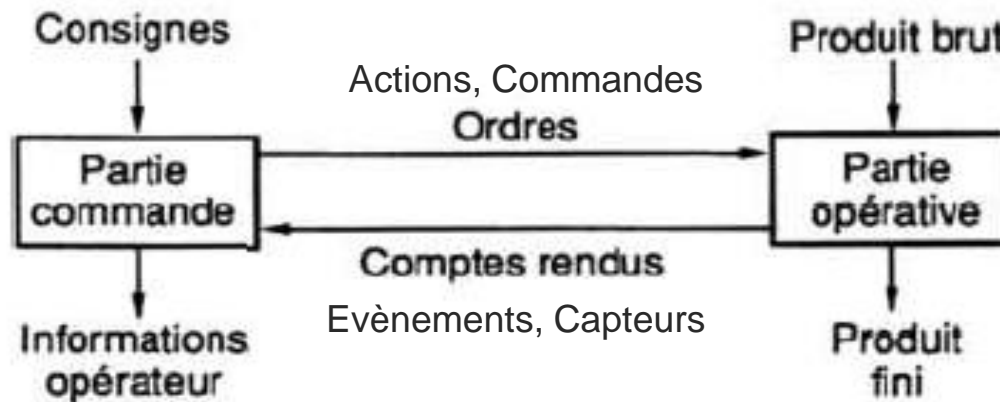 Consignes
Produit brut
Actions, Commandes
Ordres
Partie
commande
Partie
opérative
Comptes rendus
Evènements, Capteurs
Informations
opérateur
Produit
fini